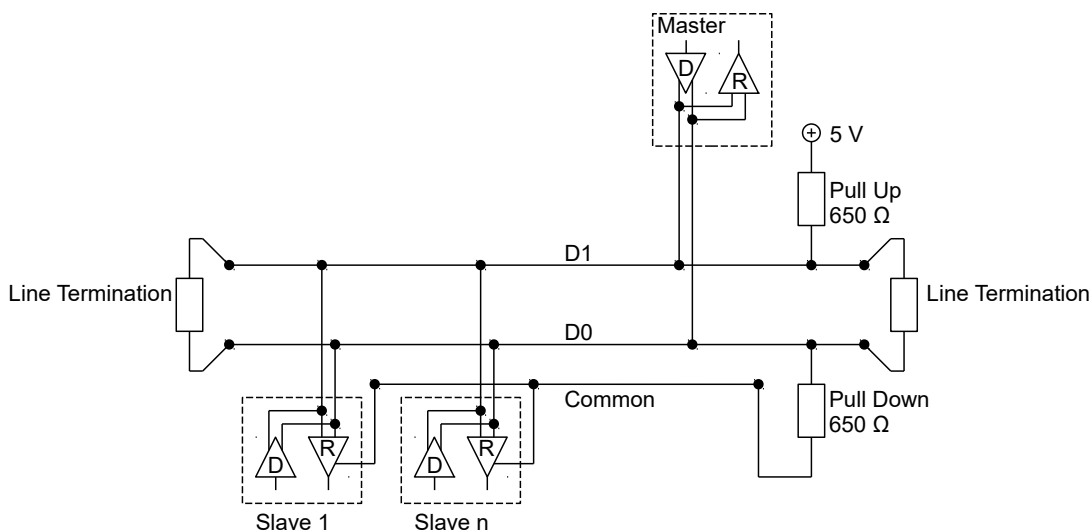 Master
D
R
5 V
Pull Up
650 Ω
D1
Line Termination
Line Termination
D0
Common
Pull Down
650 Ω
D
R
D
R
Slave 1
Slave n